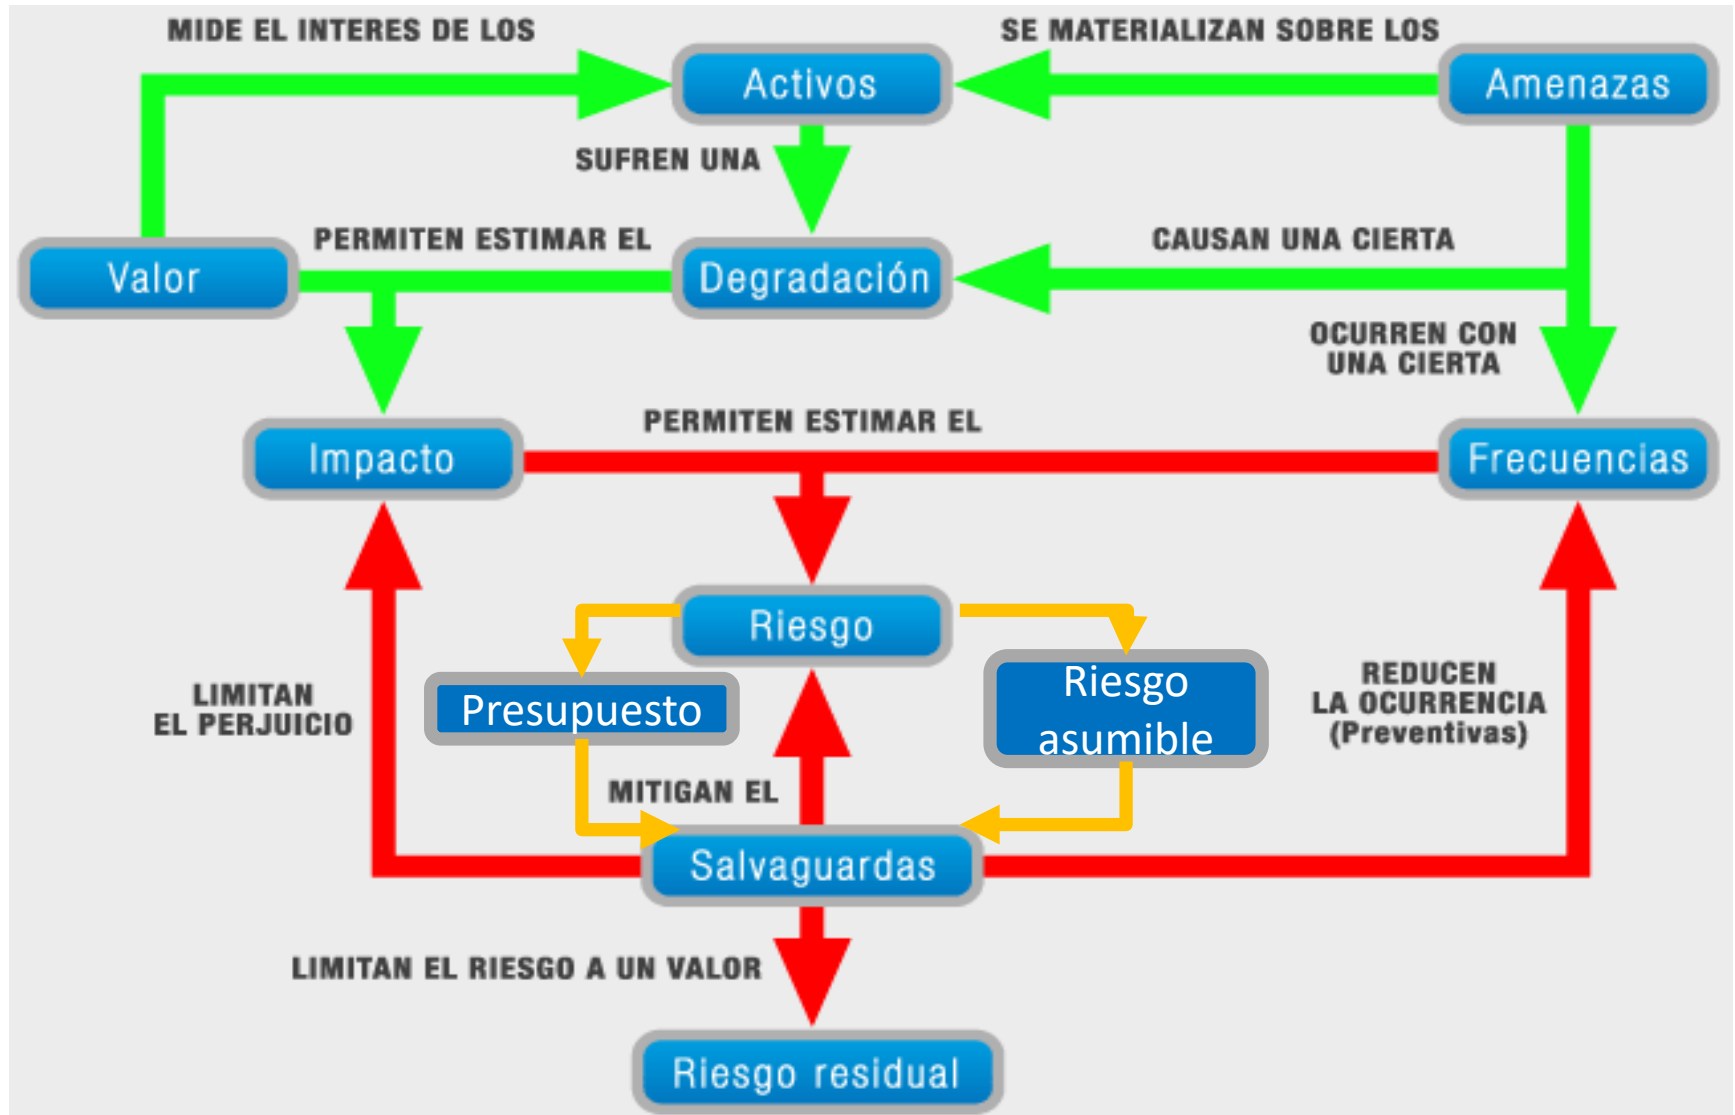 MIDE EL INTERES DE LOS
SE MATERIALIZAN SOBRE LOS
Activos
Amenazas
SUFREN UNA
PERMITEN ESTIMAR EL
CAUSAN UNA CIERTA
Valor
Degradación
OCURREN CON
UNA CIERTA
PERMITEN ESTIMAR EL
Impacto
Frecuencias
Riesgo
LIMITAN
EL PERJUICIO
Presupuesto
Riesgo
asumible
REDUCEN
LA OCURRENCIA
(Preventivas)
MITIGAN EL
Salvaguardas
LIMITAN EL RIESGO A UN VALOR
Riesgo residual